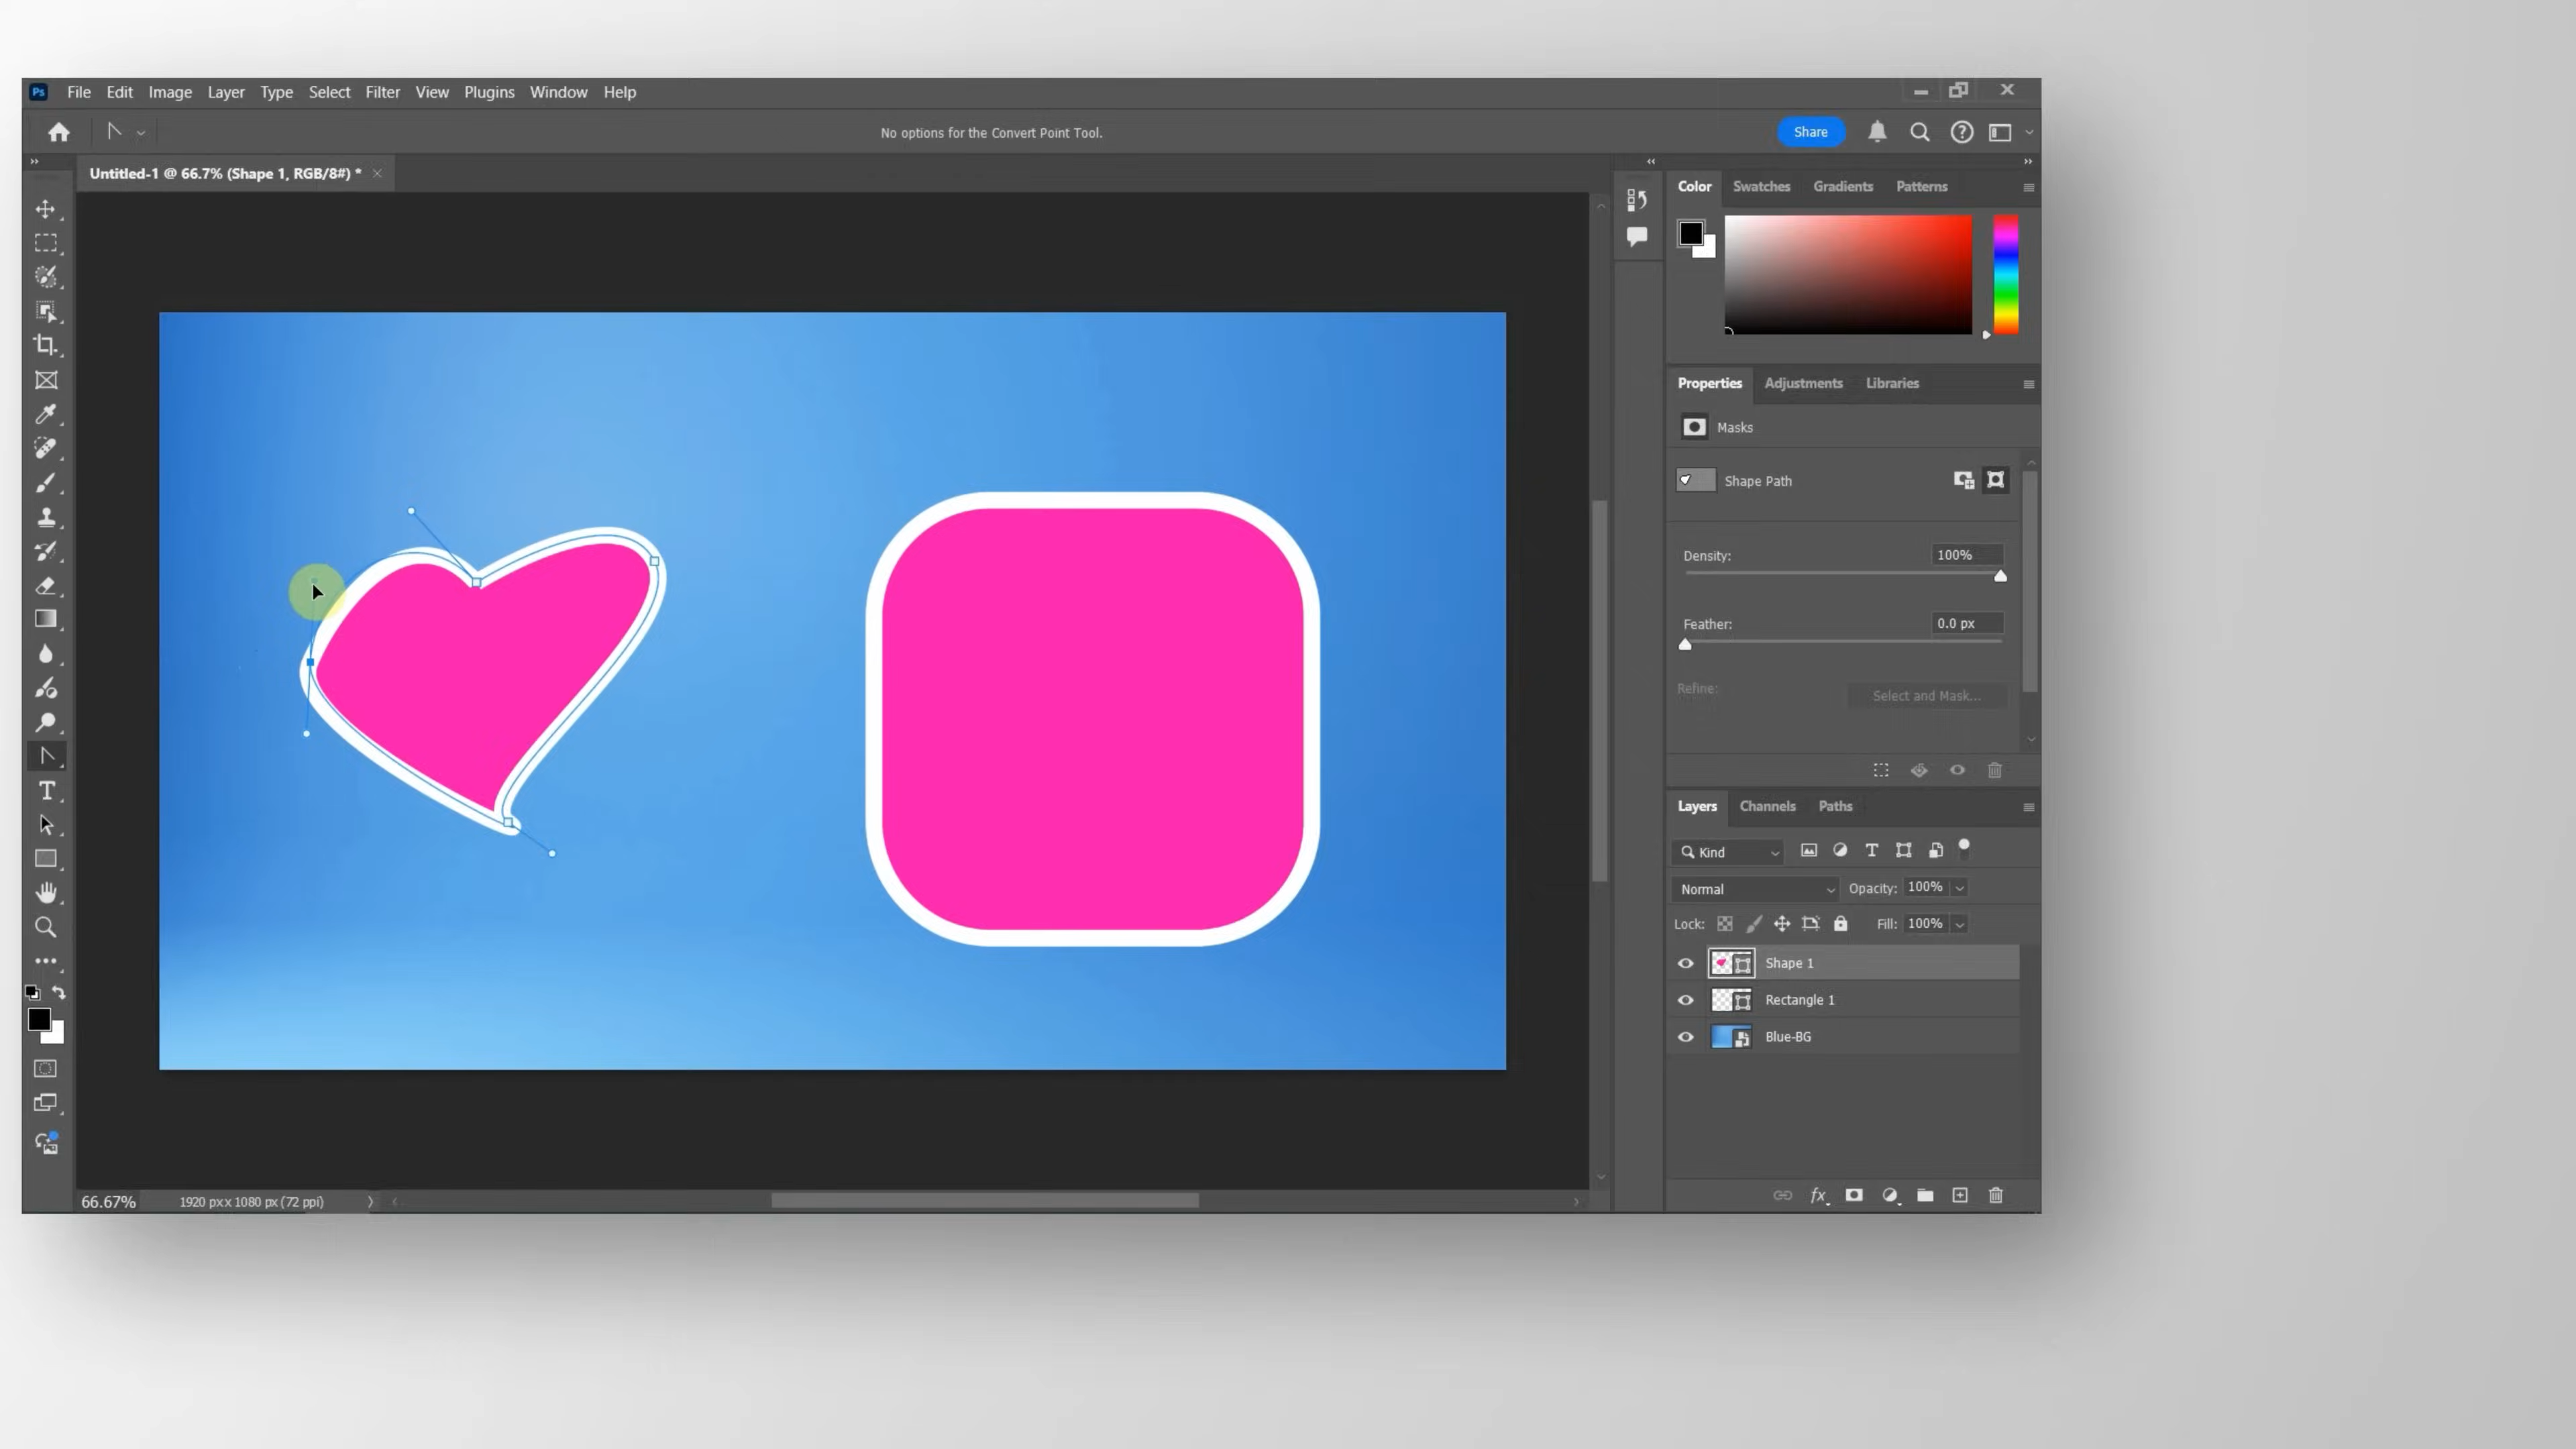 Ps File Edit Image Layer Type Select Filter View Plugins Window Help
No options for the Convert Point Tool.
Share
Untitled-1 @ 66.7% (Shape 1, RGB/8#) *
Color Swatches Gradients Patterns
Properties Adjustments Libraries
Masks
Shape Path
Density: 100%
Feather: 0.0 px
Refine: Select and Mask...
Layers Channels Paths
Kind
Normal Opacity: 100%
Lock: Fill: 100%
Shape 1
Rectangle 1
Blue-BG
fx
66.67% 1920 px x 1080 px (72 ppi)